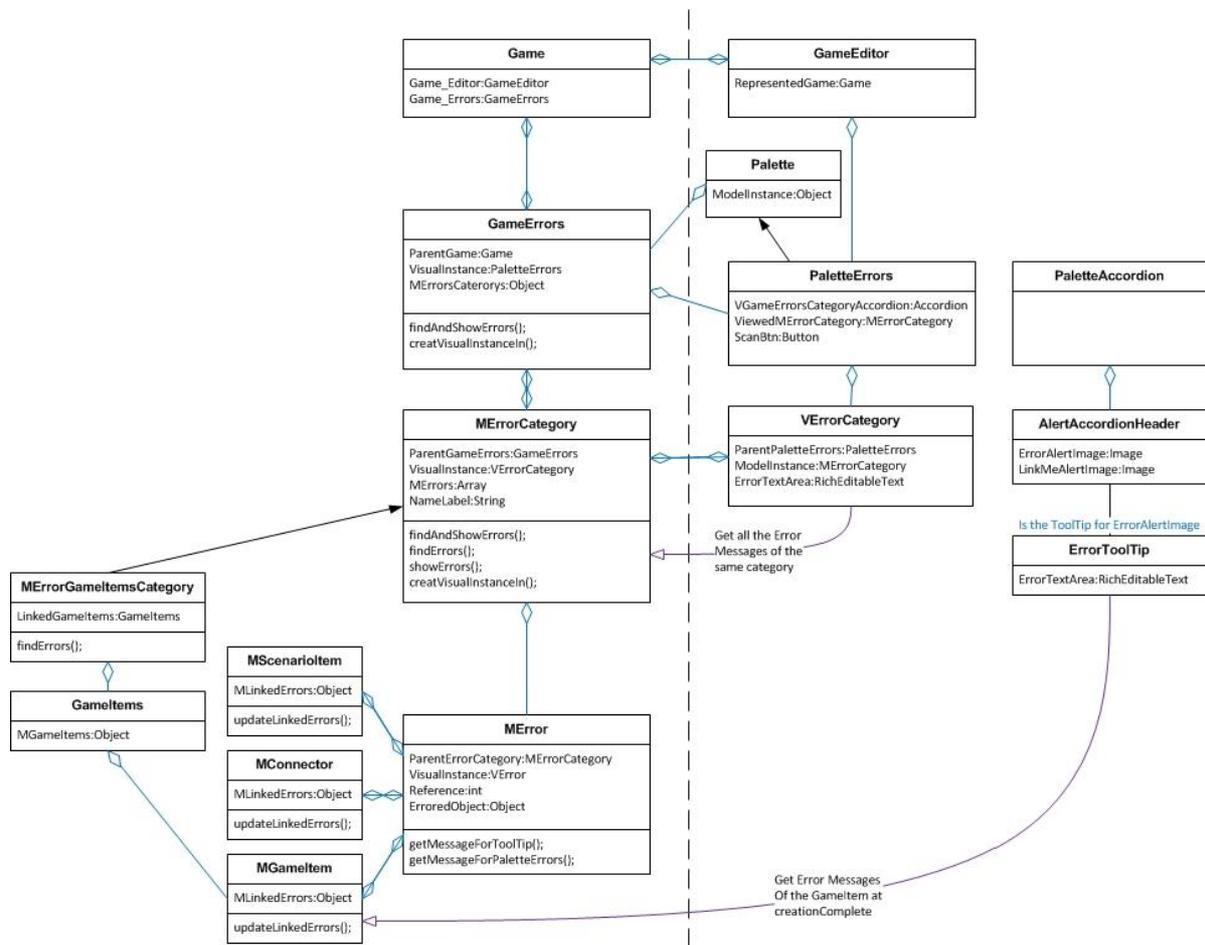 Game
Game_Editor:GameEditor
Game_Errors:GameErrors
GameEditor
RepresentedGame:Game
Palette
ModelInstance:Object
GameErrors
ParentGame:Game
VisualInstance:PaletteErrors
MErrorsCaterorys:Object
findAndShowErrors();
creatVisualInstanceIn();
PaletteErrors
VGameErrorsCategoryAccordion:Accordion
ViewedMErrorCategory:MErrorCategory
ScanBtn:Button
PaletteAccordion
MErrorCategory
ParentGameErrors:GameErrors
VisualInstance:VErrorCategory
MErrors:Array
NameLabel:String
findAndShowErrors();
findErrors();
showErrors();
creatVisualInstanceIn();
VErrorCategory
ParentPaletteErrors:PaletteErrors
ModelInstance:MErrorCategory
ErrorTextArea:RichEditableText
AlertAccordionHeader
ErrorAlertImage:Image
LinkMeAlertImage:Image
Get all the Error
Messages of the
same category
Is the ToolTip for ErrorAlertImage
ErrorToolTip
ErrorTextArea:RichEditableText
MErrorGameItemsCategory
LinkedGameItems:GameItems
findErrors();
GameItems
MGameItems:Object
MScenarioItem
MLinkedErrors:Object
updateLinkedErrors();
MConnector
MLinkedErrors:Object
updateLinkedErrors();
MGameItem
MLinkedErrors:Object
updateLinkedErrors();
MError
ParentErrorCategory:MErrorCategory
VisualInstance:VError
Reference:int
ErroredObject:Object
getMessageForToolTip();
getMessageForPaletteErrors();
Get Error Messages
Of the GameItem at
creationComplete